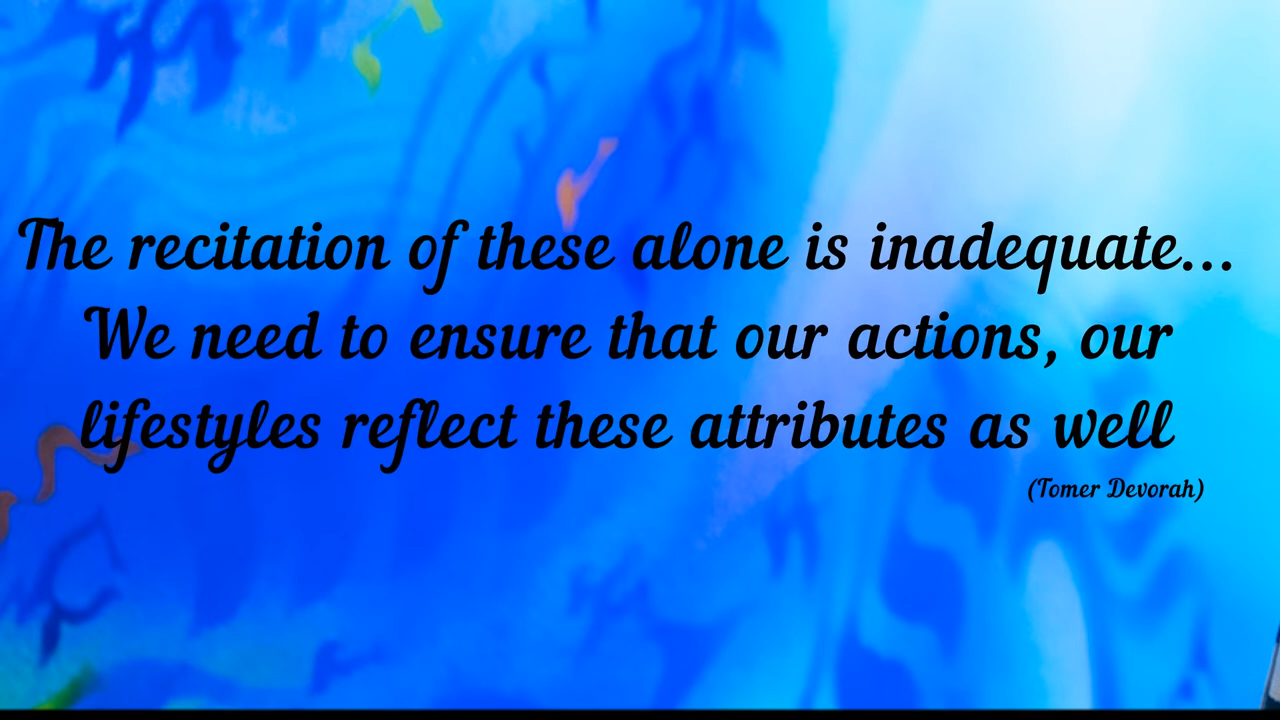 The recitation of these alone is inadequate...
We need to ensure that our actions, our
lifestyles reflect these attributes as well
(Tomer Devorah)